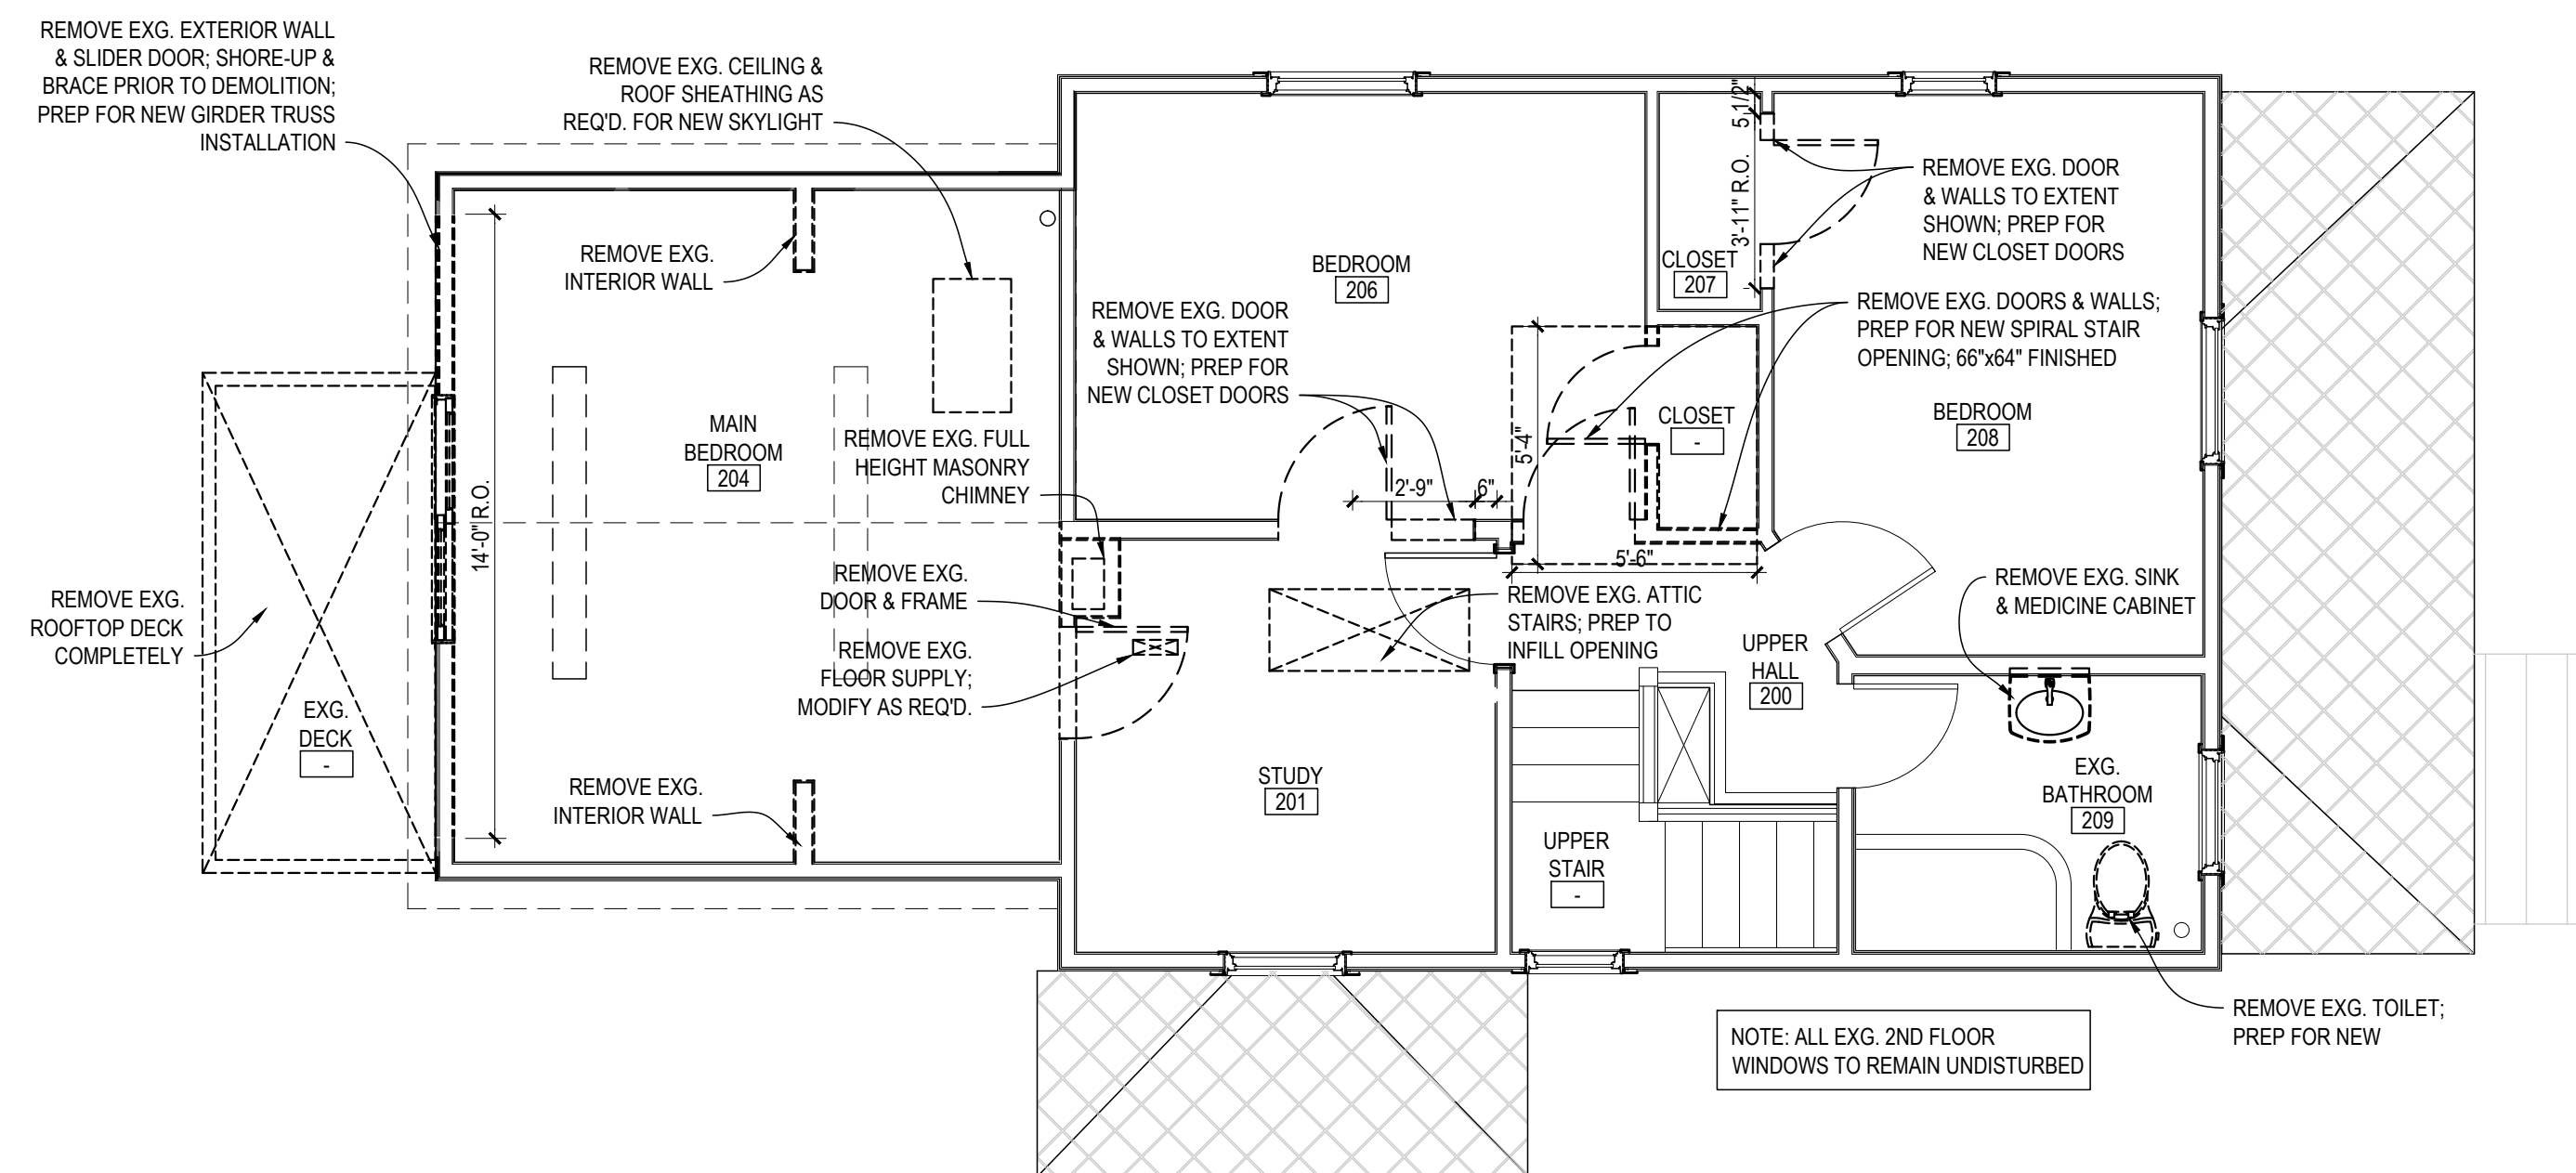 REMOVE EXG. EXTERIOR WALL
& SLIDER DOOR; SHORE-UP &
BRACE PRIOR TO DEMOLITION;
PREP FOR NEW GIRDER TRUSS
INSTALLATION
REMOVE EXG. CEILING &
ROOF SHEATHING AS
REQ'D. FOR NEW SKYLIGHT
REMOVE EXG.
INTERIOR WALL
BEDROOM
206
CLOSET
207
5 1/2"
3'-11" R.O.
REMOVE EXG. DOOR
& WALLS TO EXTENT
SHOWN; PREP FOR
NEW CLOSET DOORS
REMOVE EXG. DOOR
& WALLS TO EXTENT
SHOWN; PREP FOR
NEW CLOSET DOORS
REMOVE EXG. DOORS & WALLS;
PREP FOR NEW SPIRAL STAIR
OPENING; 66"x64" FINISHED
MAIN
BEDROOM
204
REMOVE EXG. FULL
HEIGHT MASONRY
CHIMNEY
CLOSET
-
BEDROOM
208
14'-0" R.O.
2'-9"
6"
5'-4"
5'-6"
REMOVE EXG.
ROOFTOP DECK
COMPLETELY
REMOVE EXG.
DOOR & FRAME
REMOVE EXG.
FLOOR SUPPLY;
MODIFY AS REQ'D.
REMOVE EXG. ATTIC
STAIRS; PREP TO
INFILL OPENING
UPPER
HALL
200
REMOVE EXG. SINK
& MEDICINE CABINET
EXG.
DECK
-
REMOVE EXG.
INTERIOR WALL
STUDY
201
UPPER
STAIR
-
EXG.
BATHROOM
209
REMOVE EXG. TOILET;
PREP FOR NEW
NOTE: ALL EXG. 2ND FLOOR
WINDOWS TO REMAIN UNDISTURBED